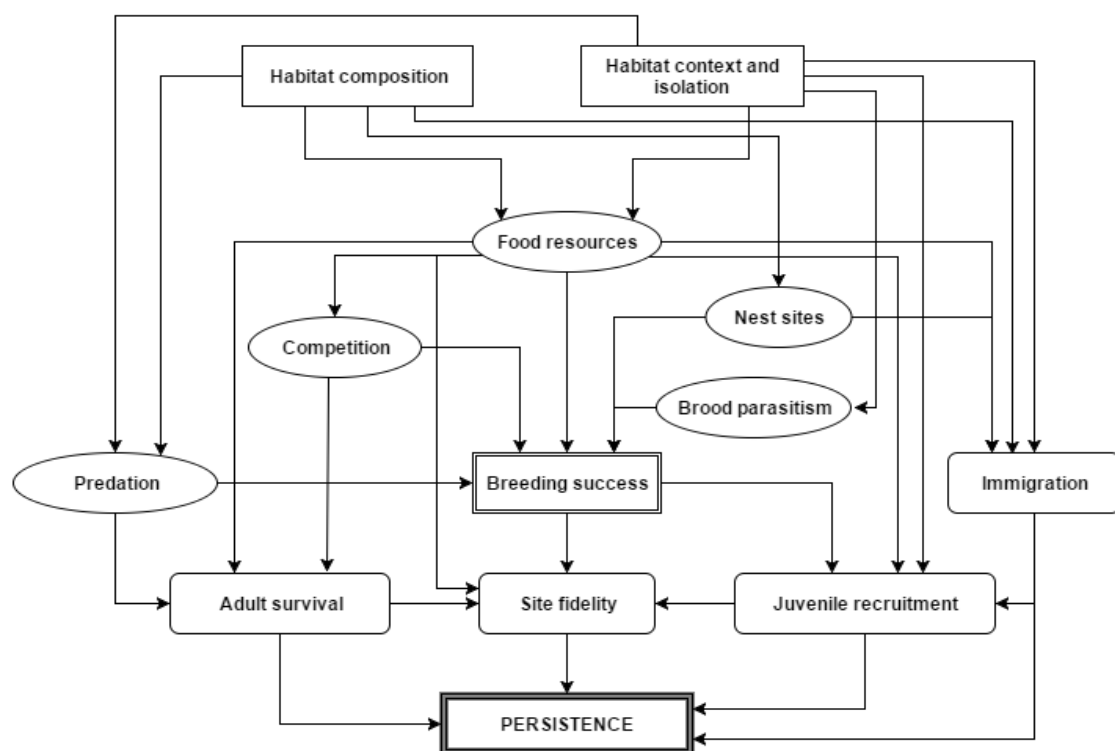 Habitat composition
Habitat context and
isolation
Food resources
Nest sites
Competition
Brood parasitism
Predation
Breeding success
Immigration
Adult survival
Site fidelity
Juvenile recruitment
PERSISTENCE